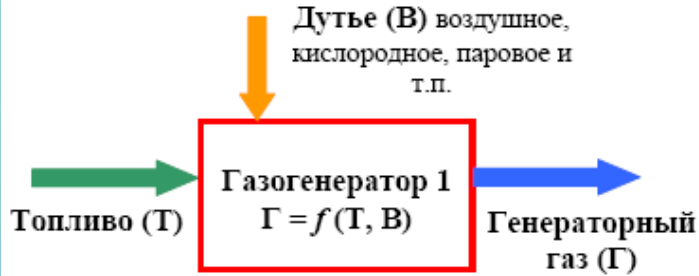 Дутье (В) воздушное,
кислородное, паровое и
т.п.
Газогенератор 1
Г = f (Т, В)
Топливо (Т)
Генераторный
газ (Г)